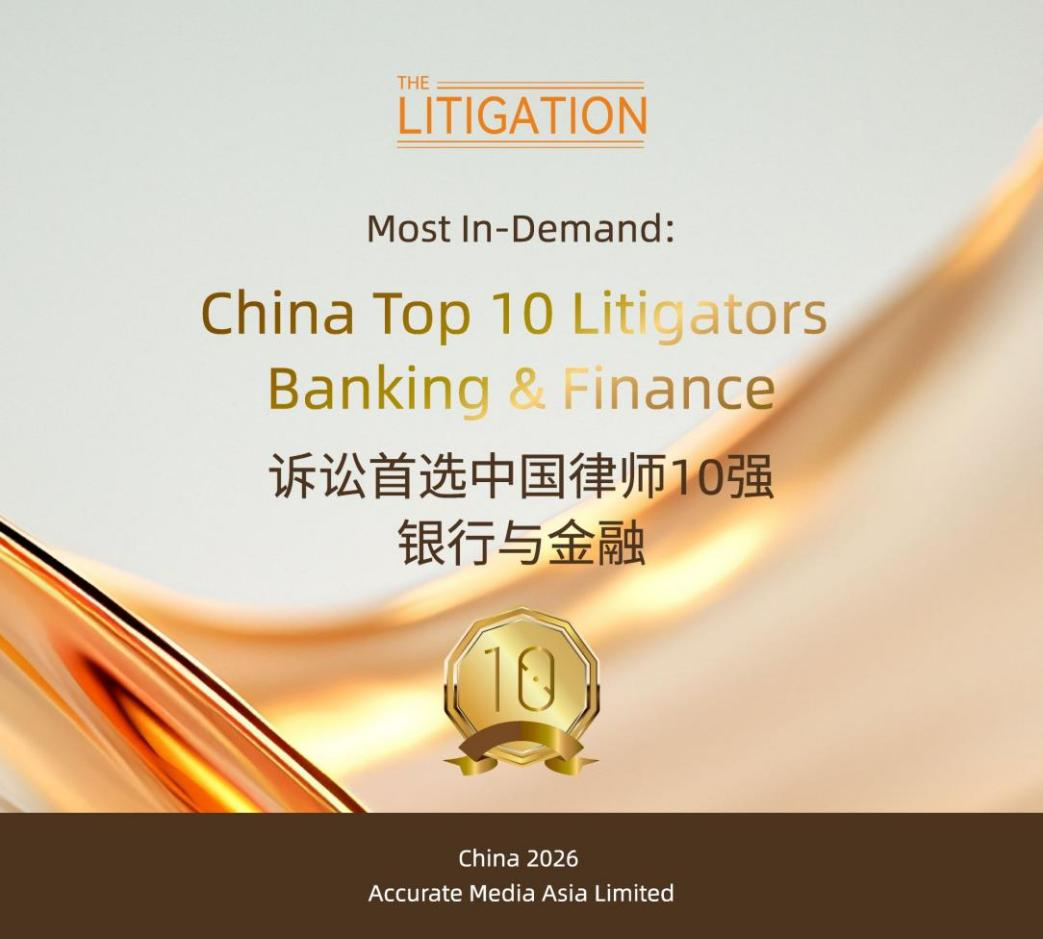 THE
LITIGATION
Most In-Demand:
China Top 10 Litigators
Banking & Finance
诉讼首选中国律师10强
银行与金融
10
China 2026
Accurate Media Asia Limited